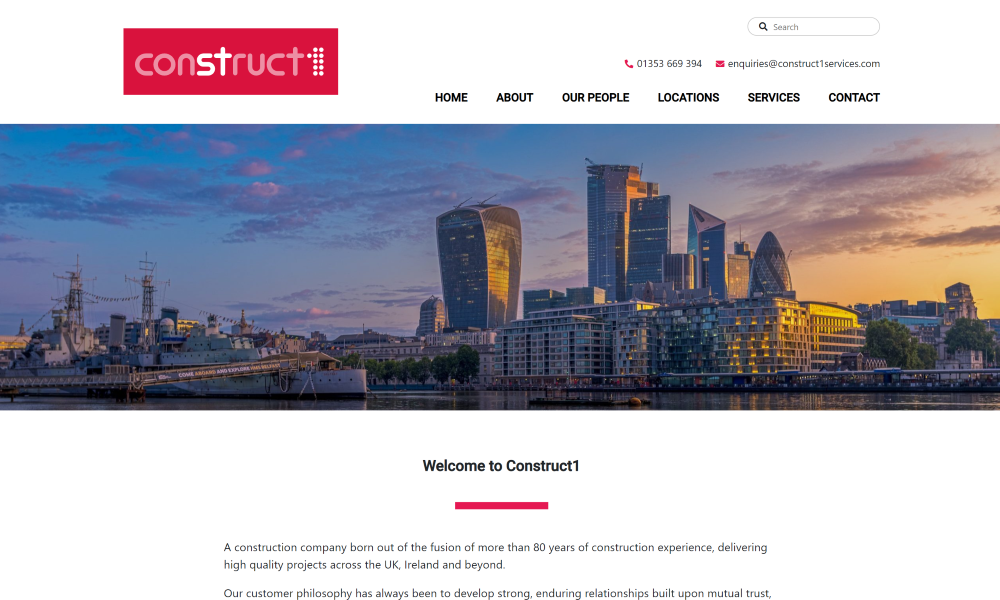 Search
construct1
01353 669 394 enquiries@construct1services.com
HOME ABOUT OUR PEOPLE LOCATIONS SERVICES CONTACT
COME ABOARD AND EXPLORE
Welcome to Construct1
A construction company born out of the fusion of more than 80 years of construction experience, delivering
high quality projects across the UK, Ireland and beyond.
Our customer philosophy has always been to develop strong, enduring relationships built upon mutual trust,